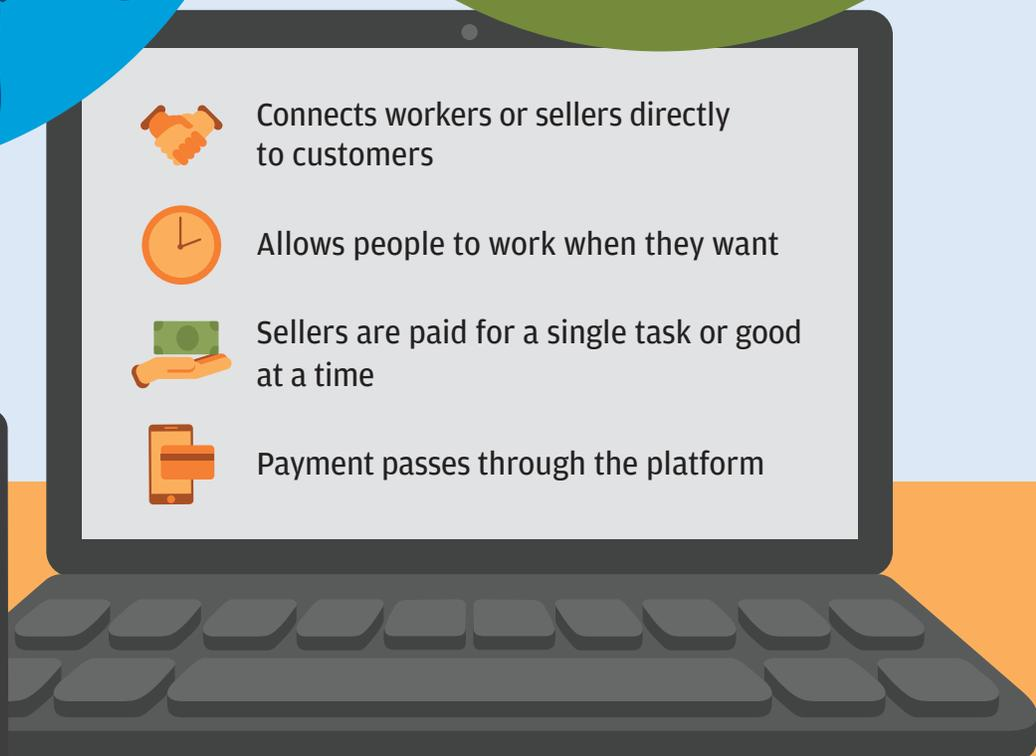 Connects workers or sellers directly
to customers
Allows people to work when they want
Sellers are paid for a single task or good
at a time
Payment passes through the platform